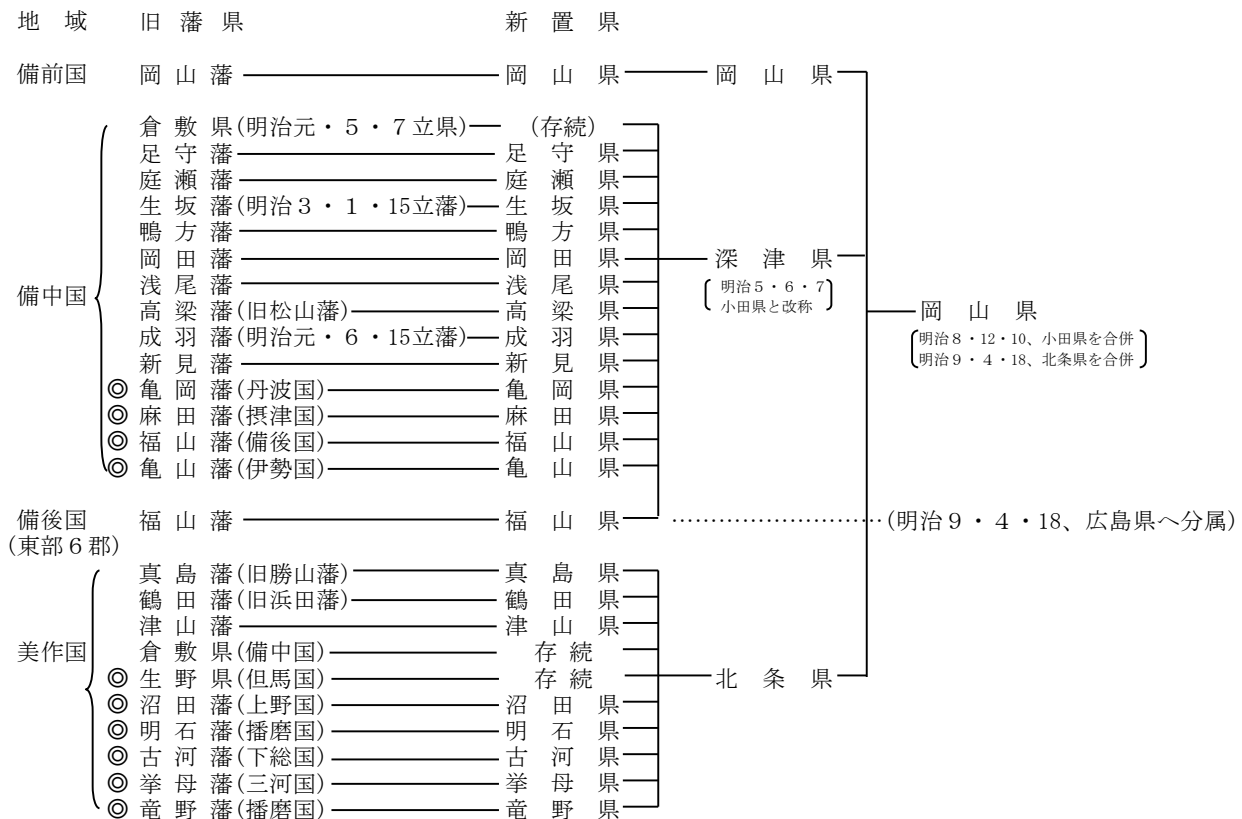 地域 旧藩県 新置県
備前国 岡山藩 岡山県 岡山県
倉敷県(明治元・5・7立県) (存続)
足守藩 足守県
庭瀬藩 庭瀬県
生坂藩(明治3・1・15立藩) 生坂県
鴨方藩 鴨方県
岡田藩 岡田県 深津県
浅尾藩 浅尾県 明治5・6・7
備中国
高梁藩(旧松山藩) 高梁県 小田県と改称 岡山県
成羽藩(明治元・6・15立藩) 成羽県 明治8・12・10、小田県を合併
新見藩 新見県 明治9・4・18、北条県を合併
◎ 亀岡藩(丹波国) 亀岡県
◎ 麻田藩(摂津国) 麻田県
◎ 福山藩(備後国) 福山県
◎ 亀山藩(伊勢国) 亀山県
備後国 福山藩 福山県 ……………………(明治9・4・18、広島県へ分属)
(東部6郡)
真島藩(旧勝山藩) 真島県
鶴田藩(旧浜田藩) 鶴田県
津山藩 津山県
美作国 倉敷県(備中国) 存続
◎ 生野県(但馬国) 存続 北条県
◎ 沼田藩(上野国) 沼田県
◎ 明石藩(播磨国) 明石県
◎ 古河藩(下総国) 古河県
◎ 挙母藩(三河国) 挙母県
◎ 竜野藩(播磨国) 竜野県